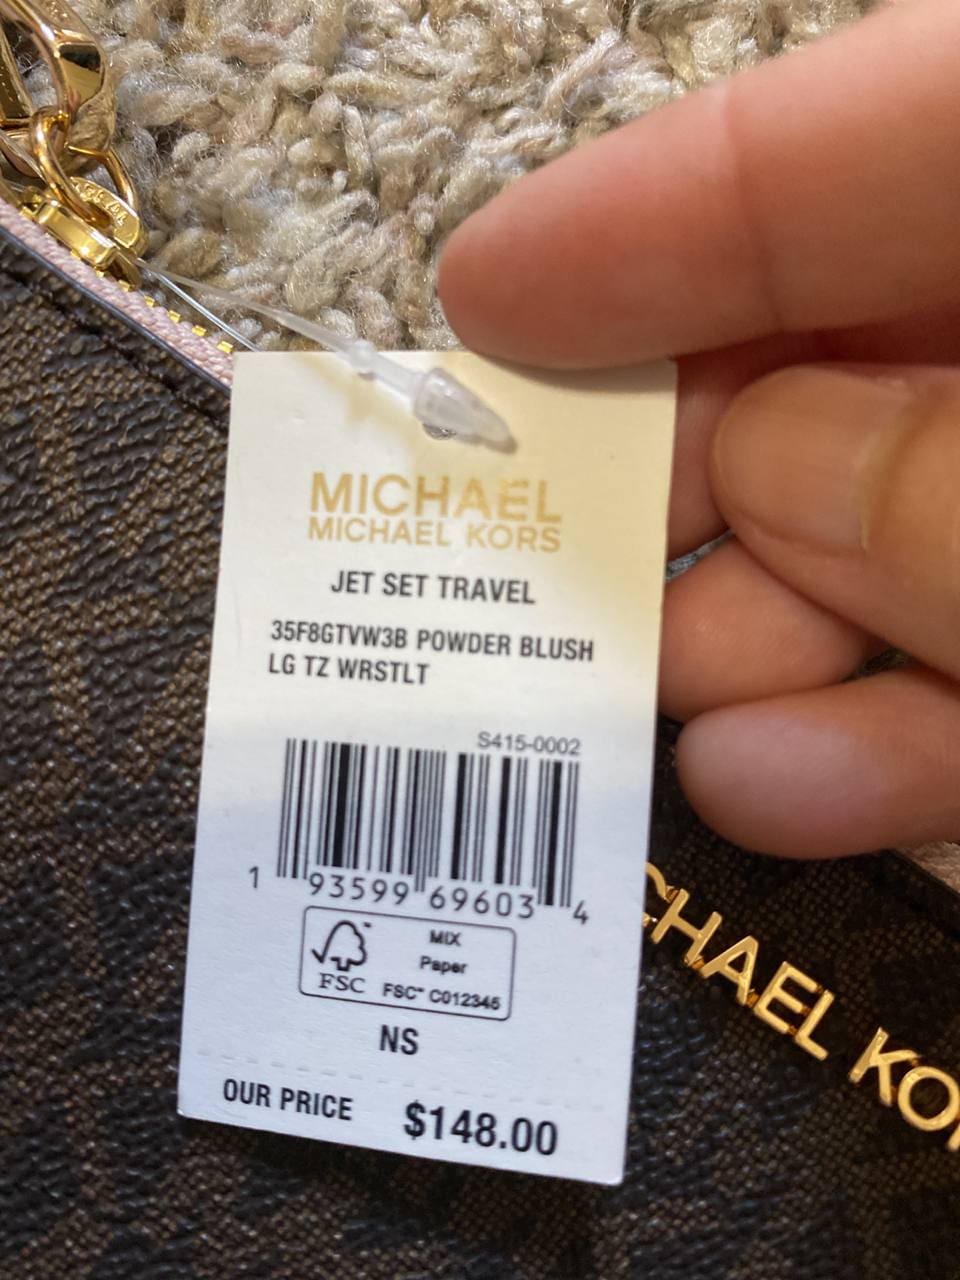 MICHAEL
MICHAEL KORS
JET SET TRAVEL
35F8GTVW3B POWDER BLUSH
LG TZ WRSTLT
S415-0002
1 93599 69603 4
FSC
MIX
Paper
FSC™ C012345
NS
OUR PRICE $148.00
CHAEL KO